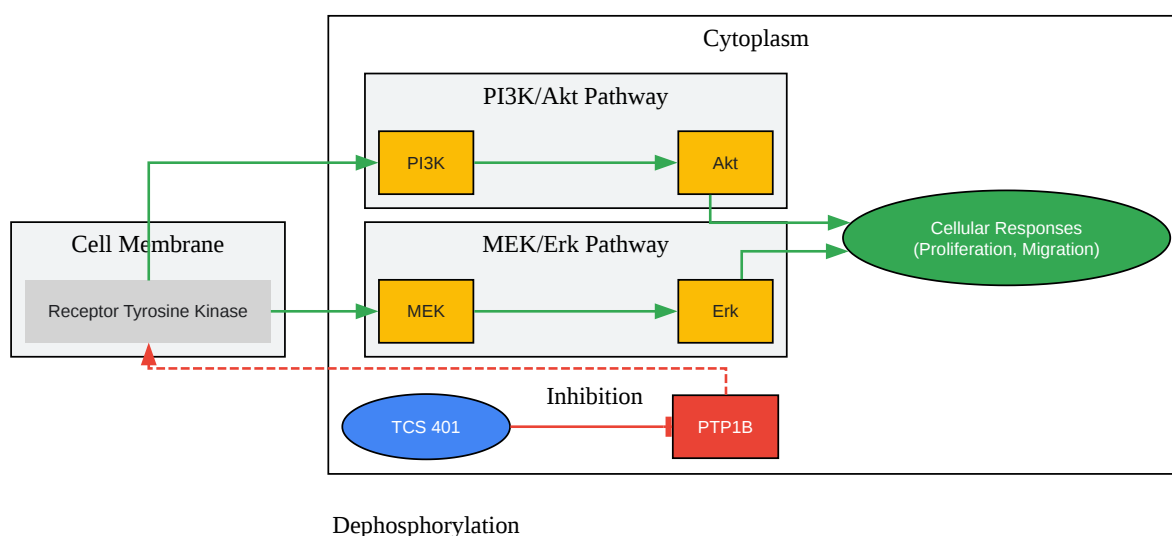 Cytoplasm
PI3K/Akt Pathway
PI3K
Akt
Cell Membrane
Receptor Tyrosine Kinase
MEK/Erk Pathway
MEK
Erk
Cellular Responses
(Proliferation, Migration)
Inhibition
TCS 401
PTP1B
Dephosphorylation